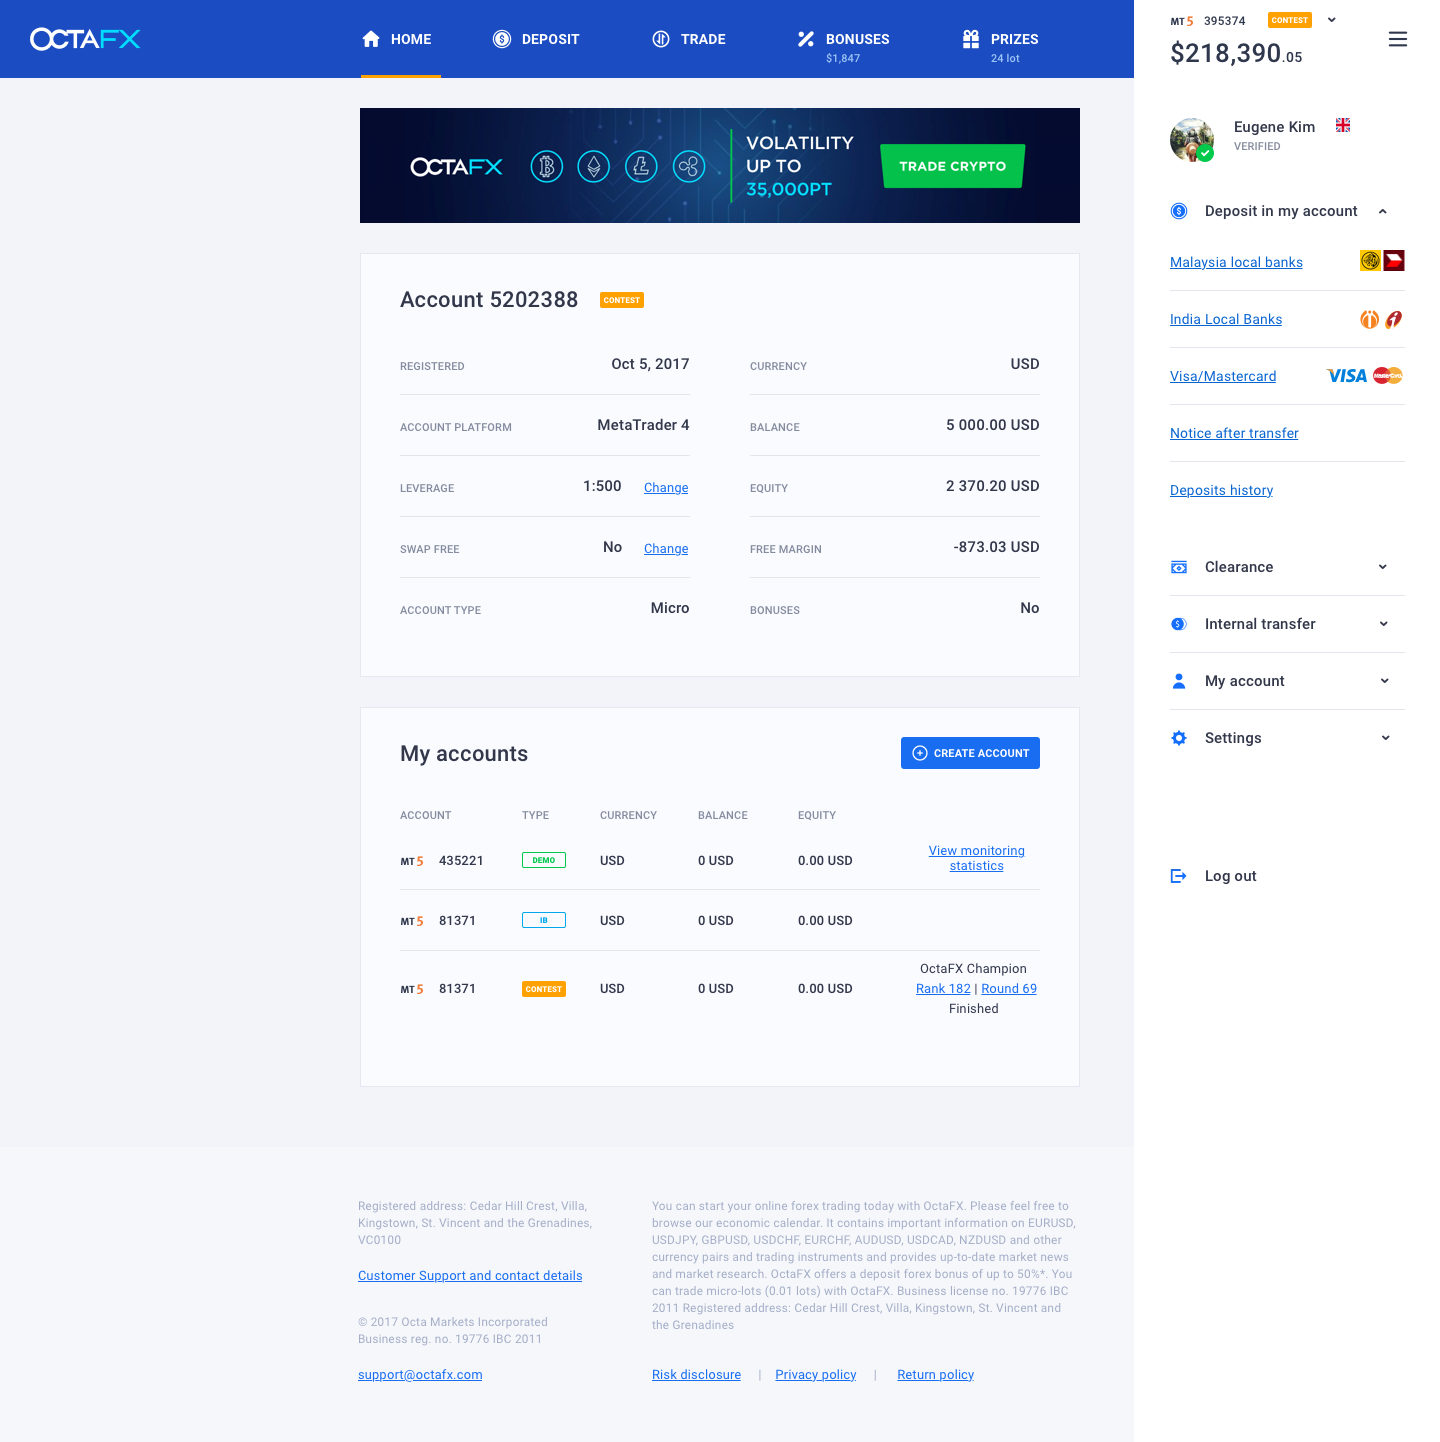 OCTAFX
HOME
DEPOSIT
TRADE
BONUSES
$1,847
PRIZES
24 lot
MT5 395374 CONTEST
$218,390.05
OCTAFX
VOLATILITY
UP TO
35,000PT
TRADE CRYPTO
Eugene Kim
VERIFIED
Deposit in my account
Malaysia local banks
India Local Banks
Visa/Mastercard VISA MasterCard
Notice after transfer
Deposits history
Clearance
Internal transfer
My account
Settings
Log out
Account 5202388 CONTEST
REGISTERED Oct 5, 2017
ACCOUNT PLATFORM MetaTrader 4
LEVERAGE 1:500 Change
SWAP FREE No Change
ACCOUNT TYPE Micro
CURRENCY USD
BALANCE 5 000.00 USD
EQUITY 2 370.20 USD
FREE MARGIN -873.03 USD
BONUSES No
My accounts
CREATE ACCOUNT
ACCOUNT TYPE CURRENCY BALANCE EQUITY
MT5 435221 DEMO USD 0 USD 0.00 USD
View monitoring
statistics
MT5 81371 IB USD 0 USD 0.00 USD
MT5 81371 CONTEST USD 0 USD 0.00 USD
OctaFX Champion
Rank 182 | Round 69
Finished
Registered address: Cedar Hill Crest, Villa,
Kingstown, St. Vincent and the Grenadines,
VC0100
Customer Support and contact details
© 2017 Octa Markets Incorporated
Business reg. no. 19776 IBC 2011
support@octafx.com
You can start your online forex trading today with OctaFX. Please feel free to
browse our economic calendar. It contains important information on EURUSD,
USDJPY, GBPUSD, USDCHF, EURCHF, AUDUSD, USDCAD, NZDUSD and other
currency pairs and trading instruments and provides up-to-date market news
and market research. OctaFX offers a deposit forex bonus of up to 50%*. You
can trade micro-lots (0.01 lots) with OctaFX. Business license no. 19776 IBC
2011 Registered address: Cedar Hill Crest, Villa, Kingstown, St. Vincent and
the Grenadines
Risk disclosure | Privacy policy | Return policy